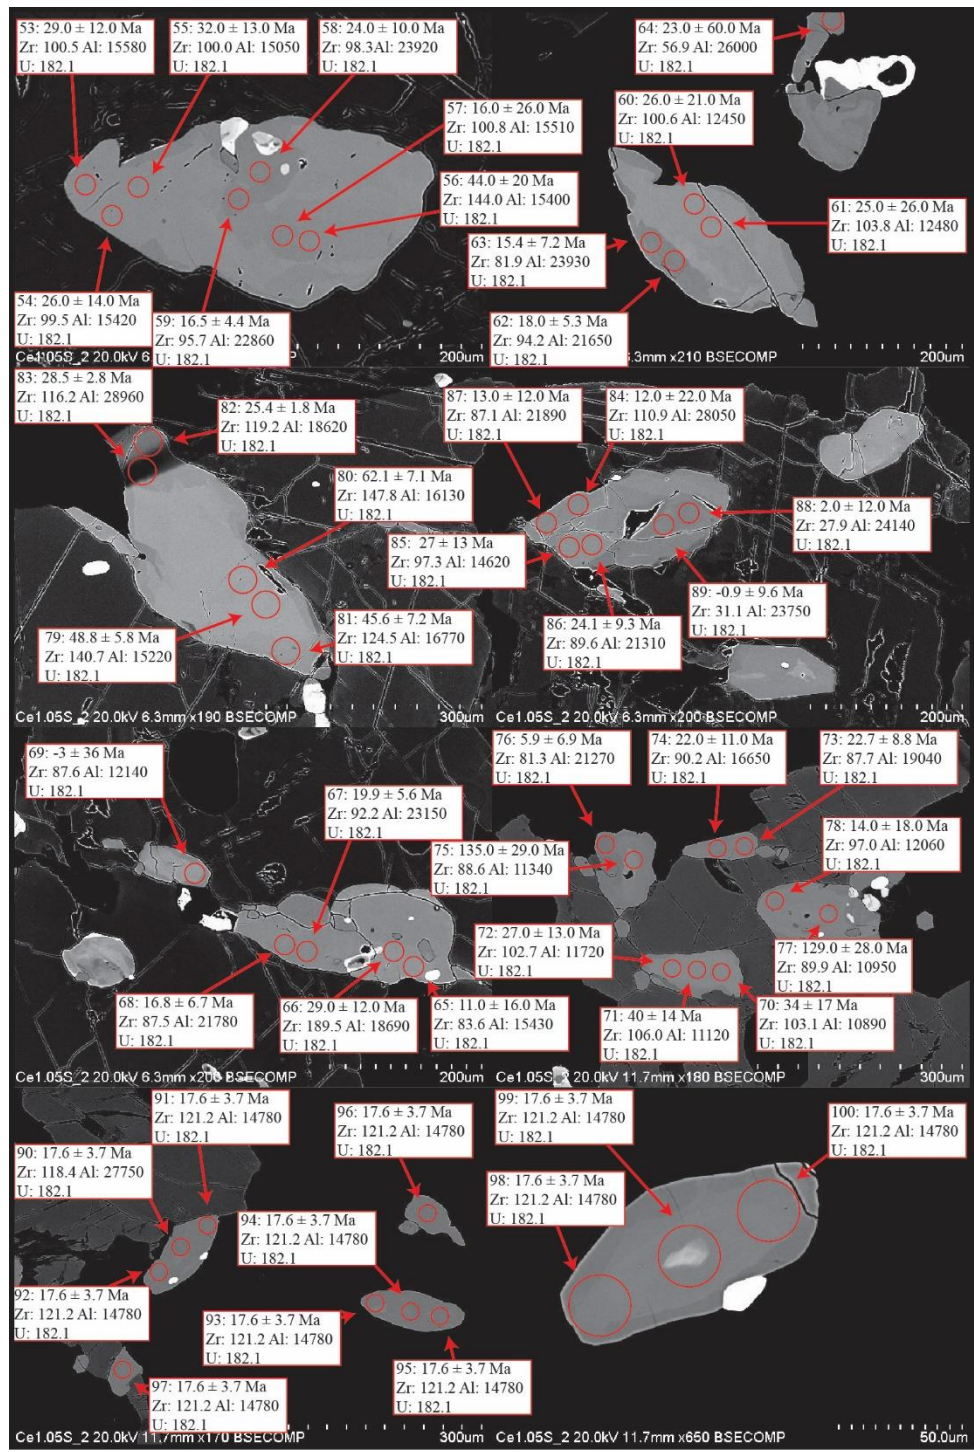 53: 29.0 ± 12.0 Ma
Zr: 100.5 Al: 15580
U: 182.1
55: 32.0 ± 13.0 Ma
Zr: 100.0 Al: 15050
U: 182.1
58: 24.0 ± 10.0 Ma
Zr: 98.3Al: 23920
U: 182.1
57: 16.0 ± 26.0 Ma
Zr: 100.8 Al: 15510
U: 182.1
56: 44.0 ± 20 Ma
Zr: 144.0 Al: 15400
U: 182.1
54: 26.0 ± 14.0 Ma
Zr: 99.5 Al: 15420
U: 182.1
59: 16.5 ± 4.4 Ma
Zr: 95.7 Al: 22860
U: 182.1
Ce1.05S_2 20.0kV 6
BSECOMP
200um
64: 23.0 ± 60.0 Ma
Zr: 56.9 Al: 26000
U: 182.1
60: 26.0 ± 21.0 Ma
Zr: 100.6 Al: 12450
U: 182.1
61: 25.0 ± 26.0 Ma
Zr: 103.8 Al: 12480
U: 182.1
63: 15.4 ± 7.2 Ma
Zr: 81.9 Al: 23930
U: 182.1
62: 18.0 ± 5.3 Ma
Zr: 94.2 Al: 21650
U: 182.1
.3mm x210 BSECOMP
200um
83: 28.5 ± 2.8 Ma
Zr: 116.2 Al: 28960
U: 182.1
82: 25.4 ± 1.8 Ma
Zr: 119.2 Al: 18620
U: 182.1
80: 62.1 ± 7.1 Ma
Zr: 147.8 Al: 16130
U: 182.1
79: 48.8 ± 5.8 Ma
Zr: 140.7 Al: 15220
U: 182.1
81: 45.6 ± 7.2 Ma
Zr: 124.5 Al: 16770
U: 182.1
Ce1.05S_2 20.0kV 6.3mm x190 BSECOMP
300um
87: 13.0 ± 12.0 Ma
Zr: 87.1 Al: 21890
U: 182.1
84: 12.0 ± 22.0 Ma
Zr: 110.9 Al: 28050
U: 182.1
88: 2.0 ± 12.0 Ma
Zr: 27.9 Al: 24140
U: 182.1
85: 27 ± 13 Ma
Zr: 97.3 Al: 14620
U: 182.1
89: -0.9 ± 9.6 Ma
Zr: 31.1 Al: 23750
U: 182.1
86: 24.1 ± 9.3 Ma
Zr: 89.6 Al: 21310
U: 182.1
Ce1.05S_2 20.0kV 6.3mm x200 BSECOMP
200um
69: -3 ± 36 Ma
Zr: 87.6 Al: 12140
U: 182.1
67: 19.9 ± 5.6 Ma
Zr: 92.2 Al: 23150
U: 182.1
68: 16.8 ± 6.7 Ma
Zr: 87.5 Al: 21780
U: 182.1
66: 29.0 ± 12.0 Ma
Zr: 189.5 Al: 18690
U: 182.1
65: 11.0 ± 16.0 Ma
Zr: 83.6 Al: 15430
U: 182.1
Ce1.05S_2 20.0kV 6.3mm x200 BSECOMP
200um
76: 5.9 ± 6.9 Ma
Zr: 81.3 Al: 21270
U: 182.1
74: 22.0 ± 11.0 Ma
Zr: 90.2 Al: 16650
U: 182.1
73: 22.7 ± 8.8 Ma
Zr: 87.7 Al: 19040
U: 182.1
75: 135.0 ± 29.0 Ma
Zr: 88.6 Al: 11340
U: 182.1
78: 14.0 ± 18.0 Ma
Zr: 97.0 Al: 12060
U: 182.1
72: 27.0 ± 13.0 Ma
Zr: 102.7 Al: 11720
U: 182.1
77: 129.0 ± 28.0 Ma
Zr: 89.9 Al: 10950
U: 182.1
71: 40 ± 14 Ma
Zr: 106.0 Al: 11120
U: 182.1
70: 34 ± 17 Ma
Zr: 103.1 Al: 10890
U: 182.1
Ce1.05S_2 20.0kV 11.7mm x180 BSECOMP
300um
91: 17.6 ± 3.7 Ma
Zr: 121.2 Al: 14780
U: 182.1
96: 17.6 ± 3.7 Ma
Zr: 121.2 Al: 14780
U: 182.1
90: 17.6 ± 3.7 Ma
Zr: 118.4 Al: 27750
U: 182.1
94: 17.6 ± 3.7 Ma
Zr: 121.2 Al: 14780
U: 182.1
92: 17.6 ± 3.7 Ma
Zr: 121.2 Al: 14780
U: 182.1
93: 17.6 ± 3.7 Ma
Zr: 121.2 Al: 14780
U: 182.1
95: 17.6 ± 3.7 Ma
Zr: 121.2 Al: 14780
U: 182.1
97: 17.6 ± 3.7 Ma
Zr: 121.2 Al: 14780
U: 182.1
Ce1.05S_2 20.0kV 11.7mm x170 BSECOMP
300um
99: 17.6 ± 3.7 Ma
Zr: 121.2 Al: 14780
U: 182.1
100: 17.6 ± 3.7 Ma
Zr: 121.2 Al: 14780
U: 182.1
98: 17.6 ± 3.7 Ma
Zr: 121.2 Al: 14780
U: 182.1
Ce1.05S_2 20.0kV 11.7mm x650 BSECOMP
50.0um